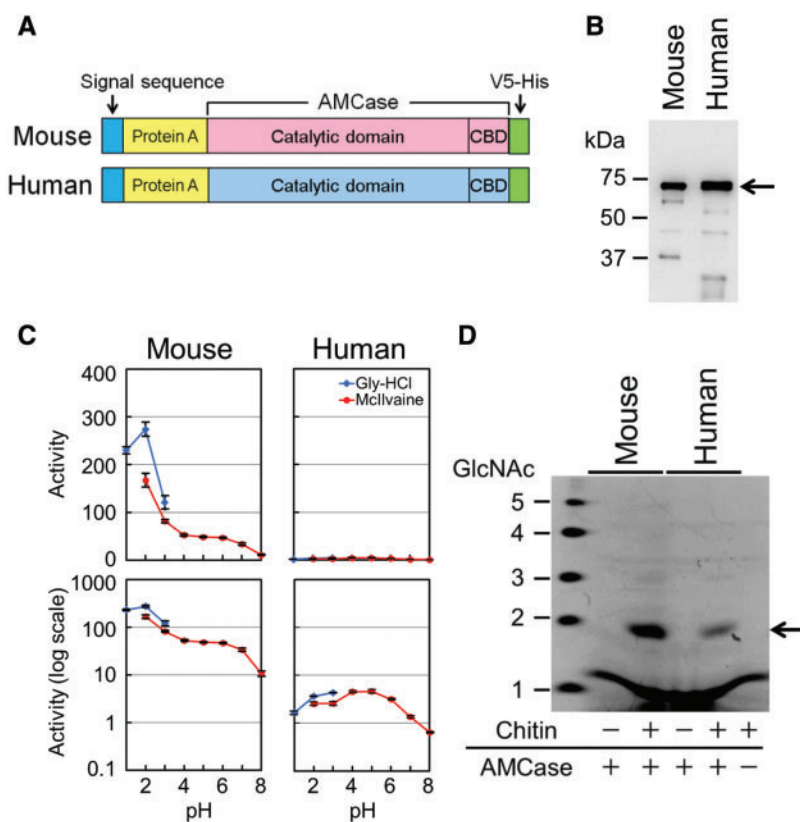 A
Signal sequence
AMCase
V5-His
Mouse
Protein A
Catalytic domain
CBD
Human
Protein A
Catalytic domain
CBD
B
Mouse
Human
kDa
75
50
37
C
Mouse
Human
Activity
400
300
200
100
0
Gly-HCl
McIlvaine
Activity (log scale)
1000
100
10
1
0.1
2 4 6 8
pH
2 4 6 8
pH
D
Mouse
Human
GlcNAc
5
4
3
2
1
Chitin − + − + +
AMCase + + + + −